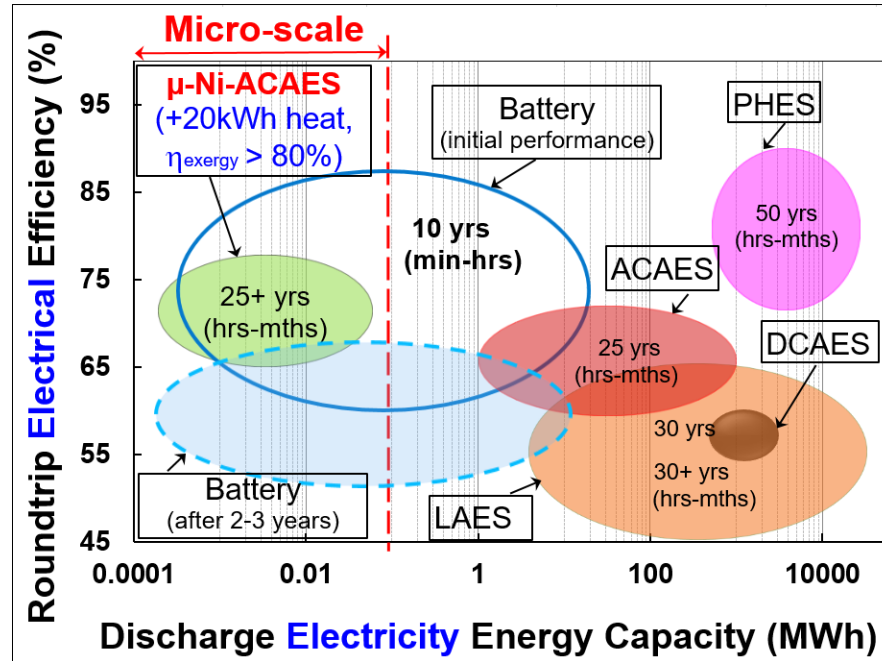 Micro-scale
μ-Ni-ACAES
(+20kWh heat,
ηexergy > 80%)
Battery
(initial performance)
PHES
50 yrs
(hrs-mths)
10 yrs
(min-hrs)
ACAES
25+ yrs
(hrs-mths)
25 yrs
(hrs-mths)
DCAES
30 yrs
30+ yrs
(hrs-mths)
Battery
(after 2-3 years)
LAES
Roundtrip Electrical Efficiency (%)
95
85
75
65
55
45
0.0001
0.01
1
100
10000
Discharge Electricity Energy Capacity (MWh)